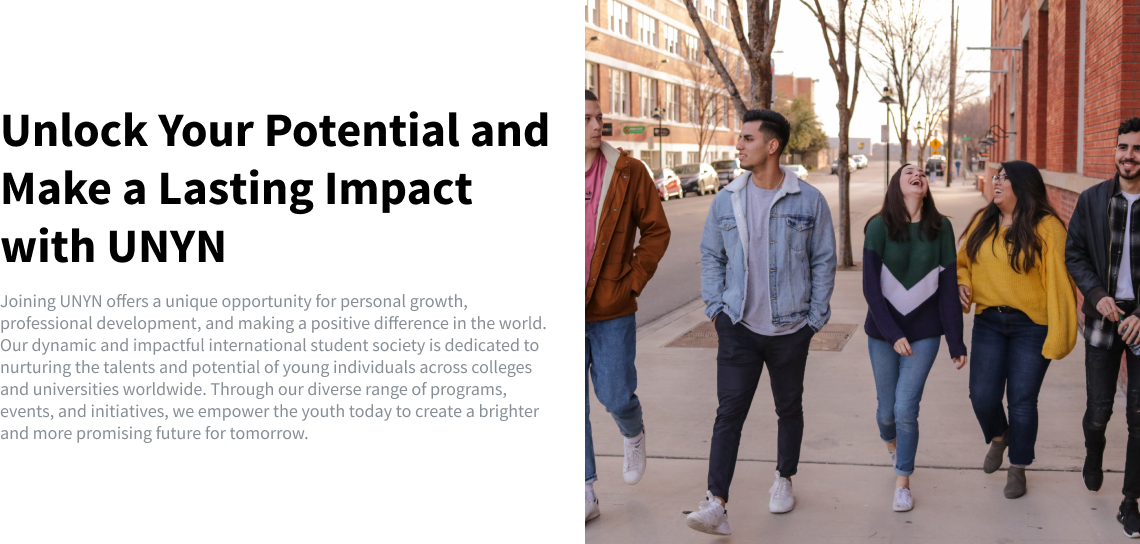 Unlock Your Potential and
Make a Lasting Impact
with UNYN
Joining UNYN offers a unique opportunity for personal growth,
professional development, and making a positive difference in the world.
Our dynamic and impactful international student society is dedicated to
nurturing the talents and potential of young individuals across colleges
and universities worldwide. Through our diverse range of programs,
events, and initiatives, we empower the youth today to create a brighter
and more promising future for tomorrow.